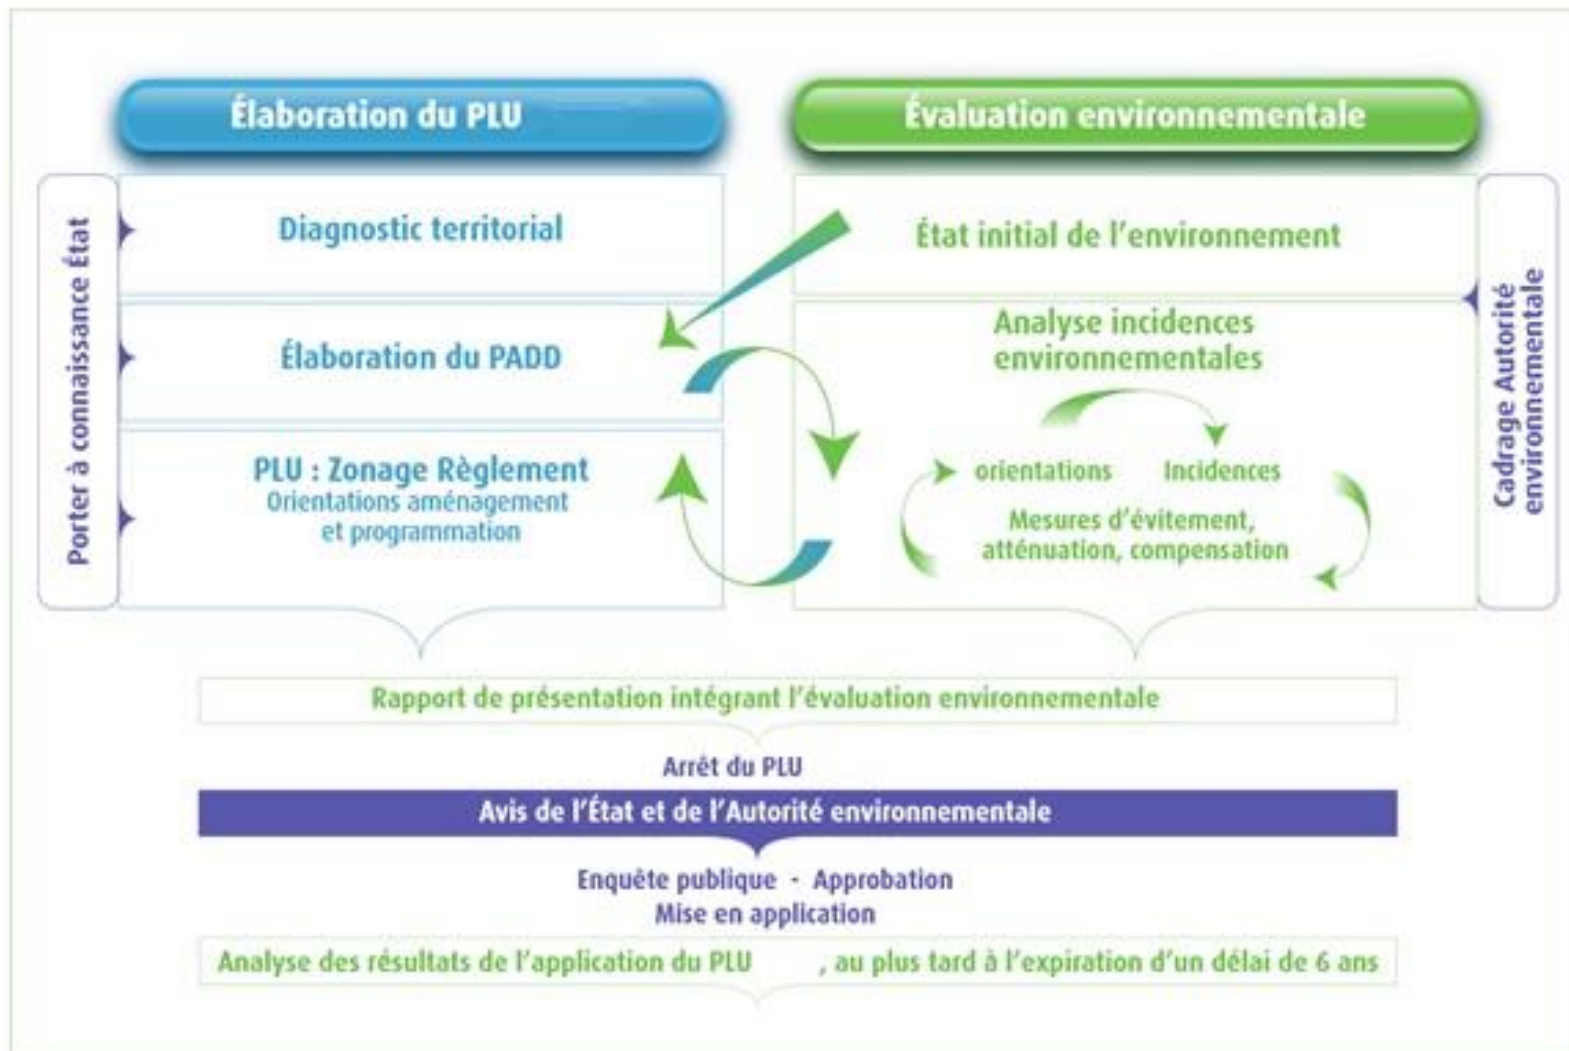 Élaboration du PLU
Évaluation environnementale
Porter à connaissance État
Diagnostic territorial
Élaboration du PADD
PLU : Zonage Règlement
Orientations aménagement
et programmation
État initial de l'environnement
Analyse incidences
environnementales
orientations
Incidences
Mesures d'évitement,
atténuation, compensation
Cadrage Autorité
environnementale
Rapport de présentation intégrant l'évaluation environnementale
Arrêt du PLU
Avis de l'État et de l'Autorité environnementale
Enquête publique - Approbation
Mise en application
Analyse des résultats de l'application du PLU , au plus tard à l'expiration d'un délai de 6 ans